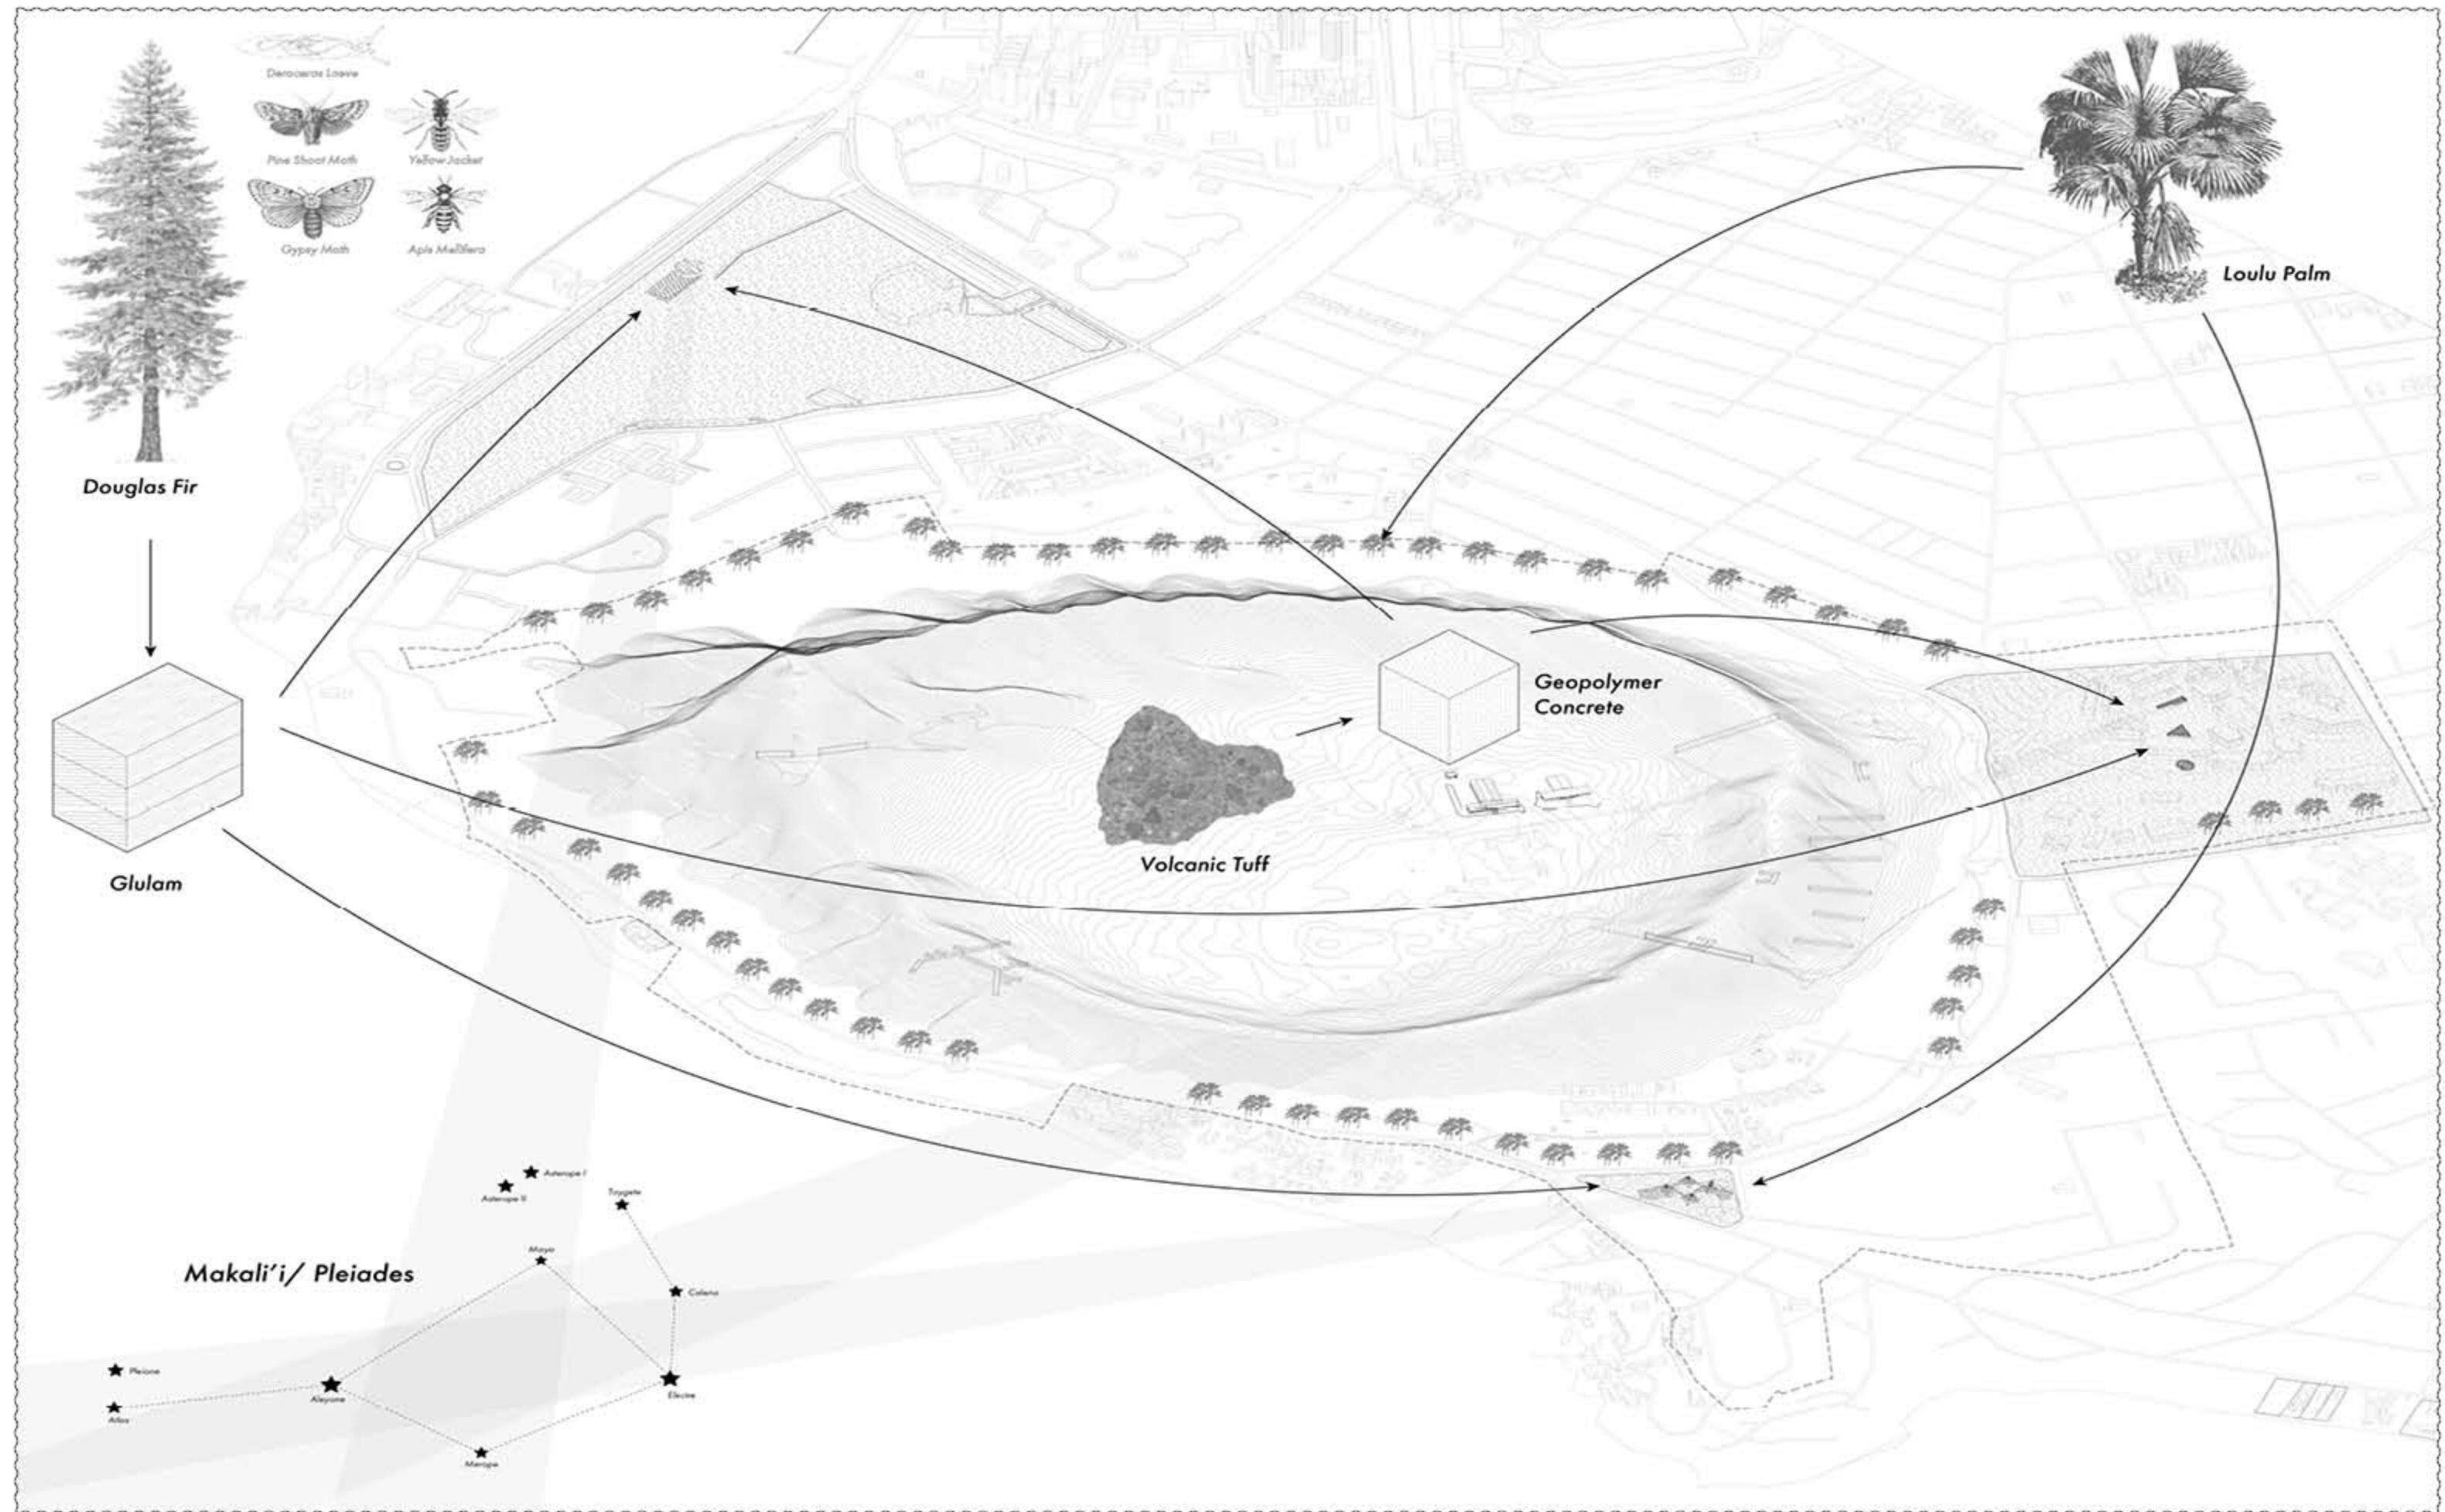 Deroceras Laeve
Pine Shoot Moth
Yellow Jacket
Gypsy Moth
Apis Mellifera
Douglas Fir
Loulu Palm
Glulam
Geopolymer
Concrete
Volcanic Tuff
Makali'i/ Pleiades
Asterope I
Asterope II
Taygete
Maya
Celeno
Pleione
Atlas
Alcyone
Electra
Merope